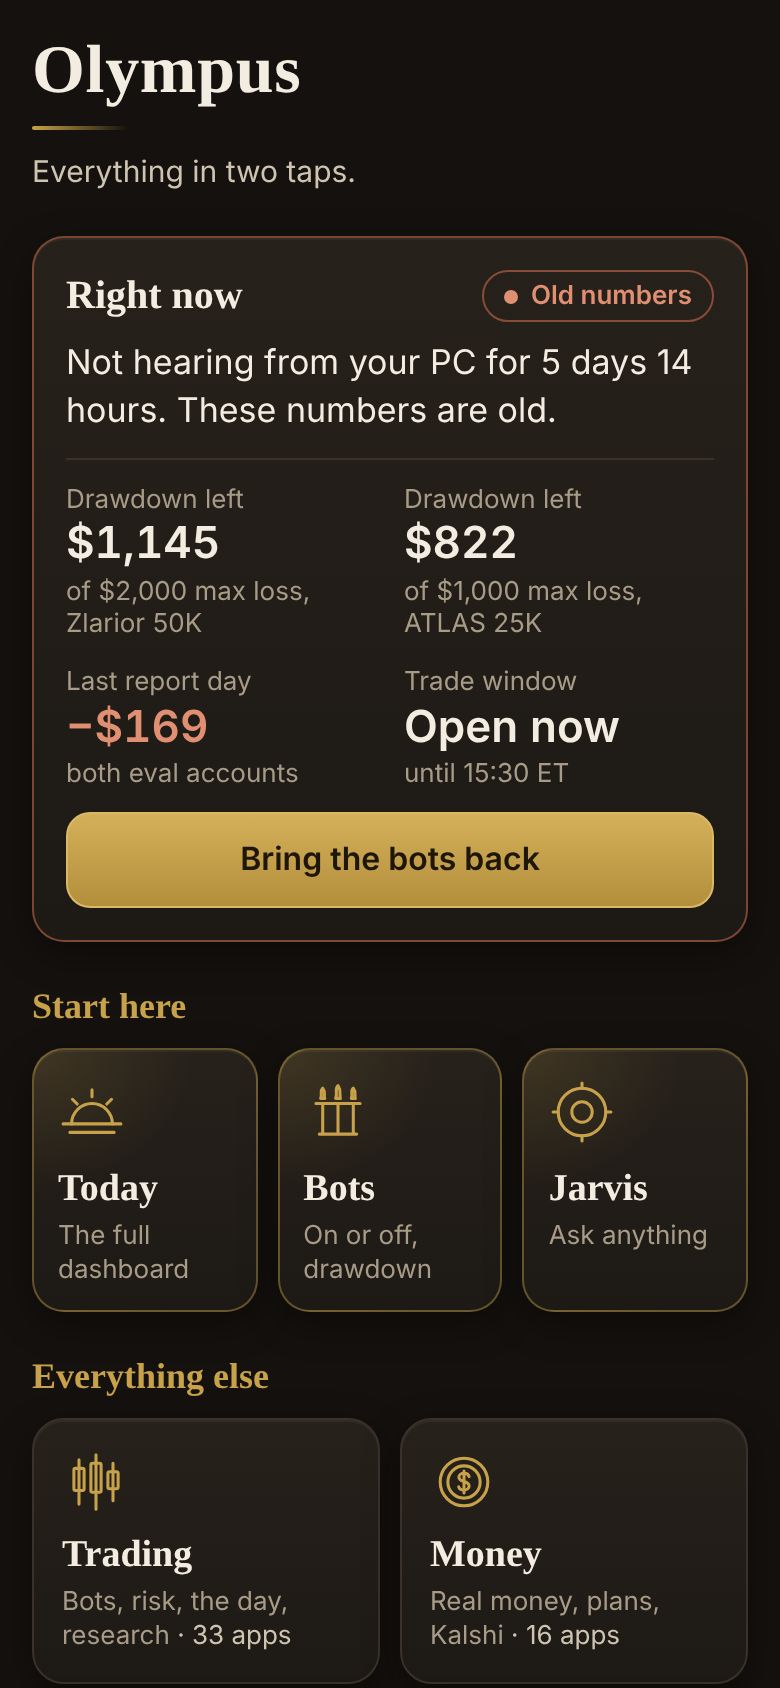 Olympus
Everything in two taps.
Right now
Old numbers
Not hearing from your PC for 5 days 14
hours. These numbers are old.
Drawdown left
$1,145
of $2,000 max loss,
Zlarior 50K
Drawdown left
$822
of $1,000 max loss,
ATLAS 25K
Last report day
−$169
both eval accounts
Trade window
Open now
until 15:30 ET
Bring the bots back
Start here
Today
The full
dashboard
Bots
On or off,
drawdown
Jarvis
Ask anything
Everything else
Trading
Bots, risk, the day,
research · 33 apps
$
Money
Real money, plans,
Kalshi · 16 apps